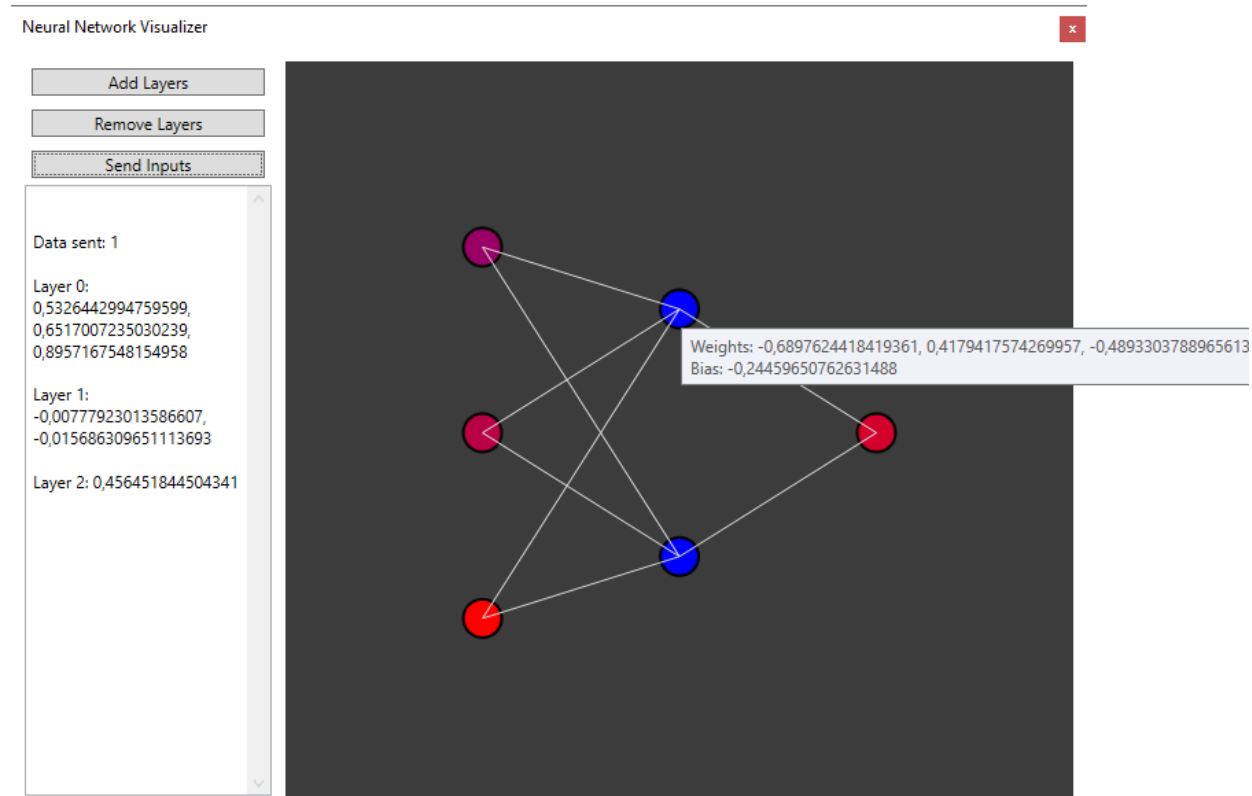 Neural Network Visualizer
x
Add Layers
Remove Layers
Send Inputs
Data sent: 1
Layer 0:
0,5326442994759599,
0,6517007235030239,
0,8957167548154958
Layer 1:
-0,00777923013586607,
-0,015686309651113693
Layer 2: 0,456451844504341
Weights: -0,6897624418419361, 0,4179417574269957, -0,4893303788965613
Bias: -0,24459650762631488